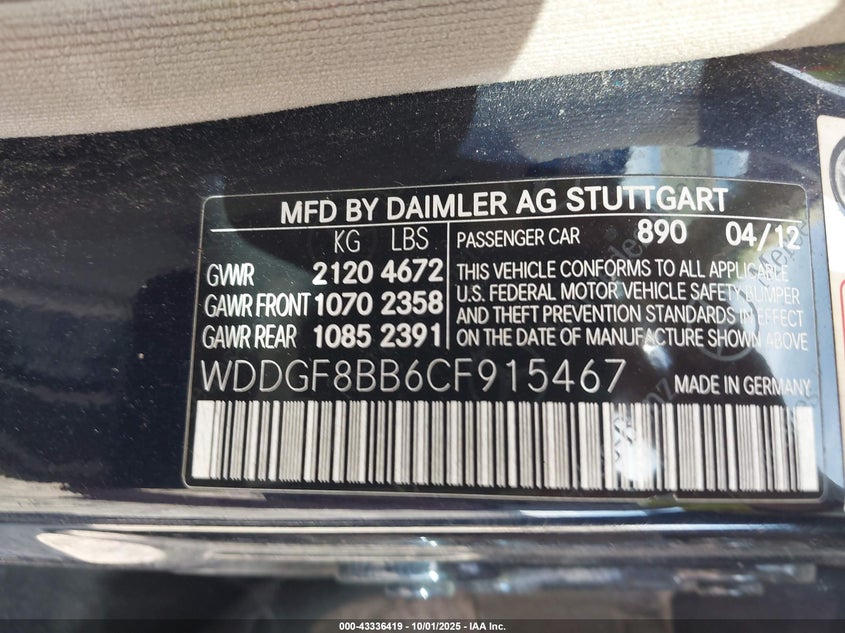 MFD BY DAIMLER AG STUTTGART
KG LBS PASSENGER CAR 890 04/12
GVWR 2120 4672 THIS VEHICLE CONFORMS TO ALL APPLICABLE
GAWR FRONT 1070 2358 U.S. FEDERAL MOTOR VEHICLE SAFETY BUMPER
GAWR REAR 1085 2391 AND THEFT PREVENTION STANDARDS IN EFFECT
ON THE DATE OF MANUFACTURE SHOWN ABOVE
WDDGF8BB6CF915467 MADE IN GERMANY
000-43336419 - 10/01/2025 - IAA Inc.